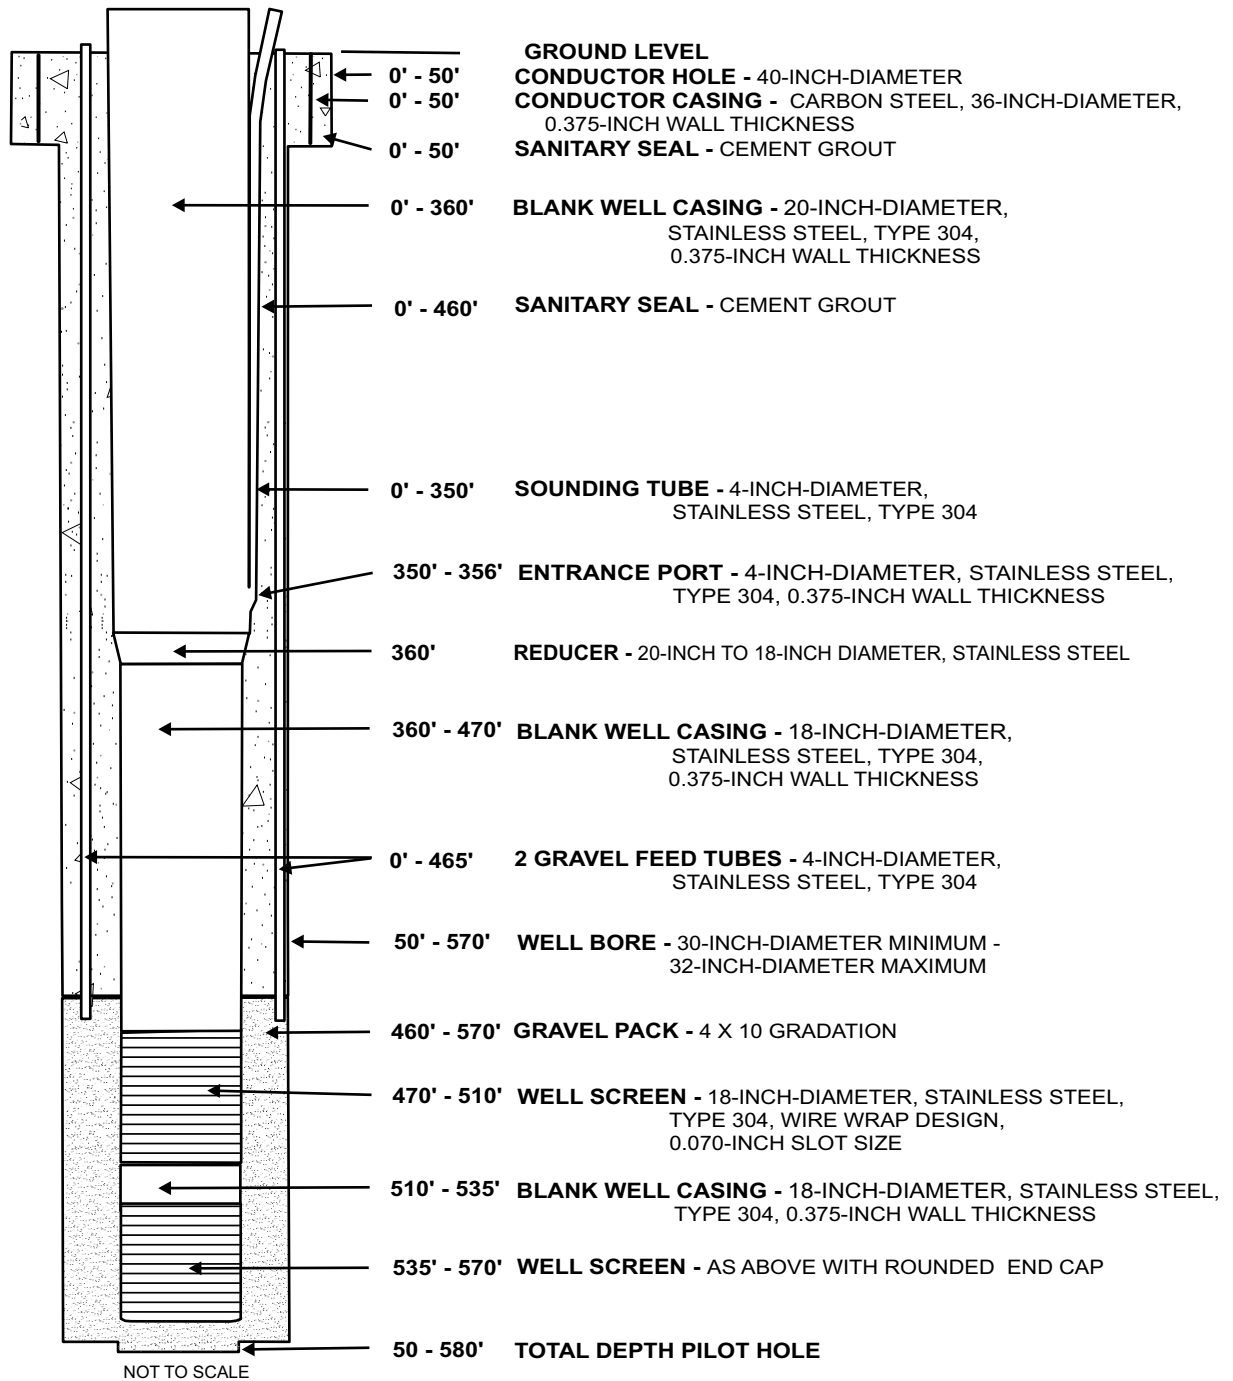 GROUND LEVEL
0' - 50' CONDUCTOR HOLE - 40-INCH-DIAMETER
0' - 50' CONDUCTOR CASING - CARBON STEEL, 36-INCH-DIAMETER,
0.375-INCH WALL THICKNESS
0' - 50' SANITARY SEAL - CEMENT GROUT
0' - 360' BLANK WELL CASING - 20-INCH-DIAMETER,
STAINLESS STEEL, TYPE 304,
0.375-INCH WALL THICKNESS
0' - 460' SANITARY SEAL - CEMENT GROUT
0' - 350' SOUNDING TUBE - 4-INCH-DIAMETER,
STAINLESS STEEL, TYPE 304
350' - 356' ENTRANCE PORT - 4-INCH-DIAMETER, STAINLESS STEEL,
TYPE 304, 0.375-INCH WALL THICKNESS
360' REDUCER - 20-INCH TO 18-INCH DIAMETER, STAINLESS STEEL
360' - 470' BLANK WELL CASING - 18-INCH-DIAMETER,
STAINLESS STEEL, TYPE 304,
0.375-INCH WALL THICKNESS
0' - 465' 2 GRAVEL FEED TUBES - 4-INCH-DIAMETER,
STAINLESS STEEL, TYPE 304
50' - 570' WELL BORE - 30-INCH-DIAMETER MINIMUM -
32-INCH-DIAMETER MAXIMUM
460' - 570' GRAVEL PACK - 4 X 10 GRADATION
470' - 510' WELL SCREEN - 18-INCH-DIAMETER, STAINLESS STEEL,
TYPE 304, WIRE WRAP DESIGN,
0.070-INCH SLOT SIZE
510' - 535' BLANK WELL CASING - 18-INCH-DIAMETER, STAINLESS STEEL,
TYPE 304, 0.375-INCH WALL THICKNESS
535' - 570' WELL SCREEN - AS ABOVE WITH ROUNDED END CAP
50 - 580' TOTAL DEPTH PILOT HOLE
NOT TO SCALE